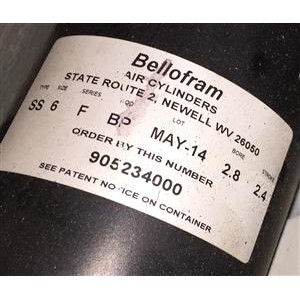 Bellofram
AIR CYLINDERS
STATE ROUTE 2, NEWELL WV 26050
TYPE SIZE SERIES MOD LOT BORE STROKE
SS 6 F BP MAY-14 2.8 2.4
ORDER BY THIS NUMBER
905234000
SEE PATENT NOTICE ON CONTAINER